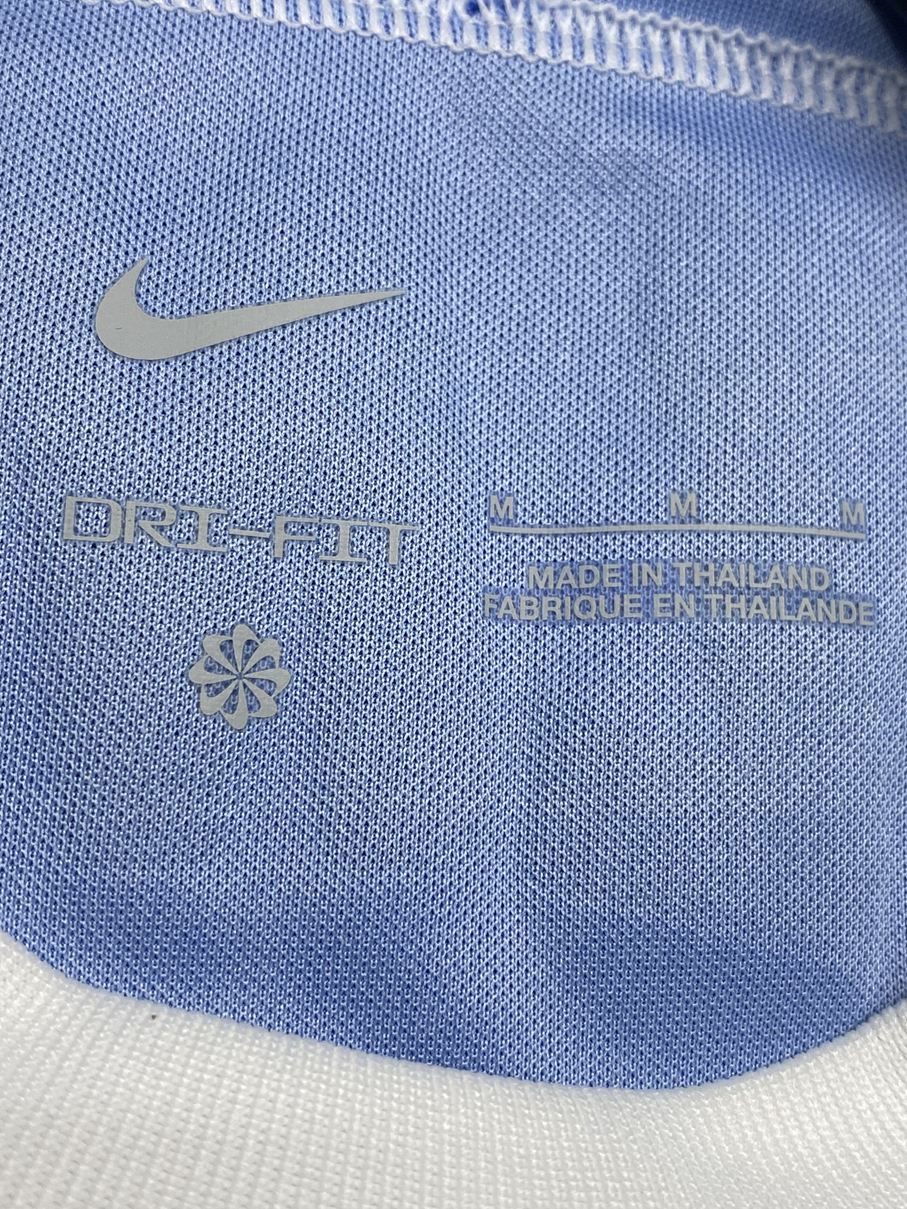 DRI-FIT
M M M
MADE IN THAILAND
FABRIQUE EN THAILANDE